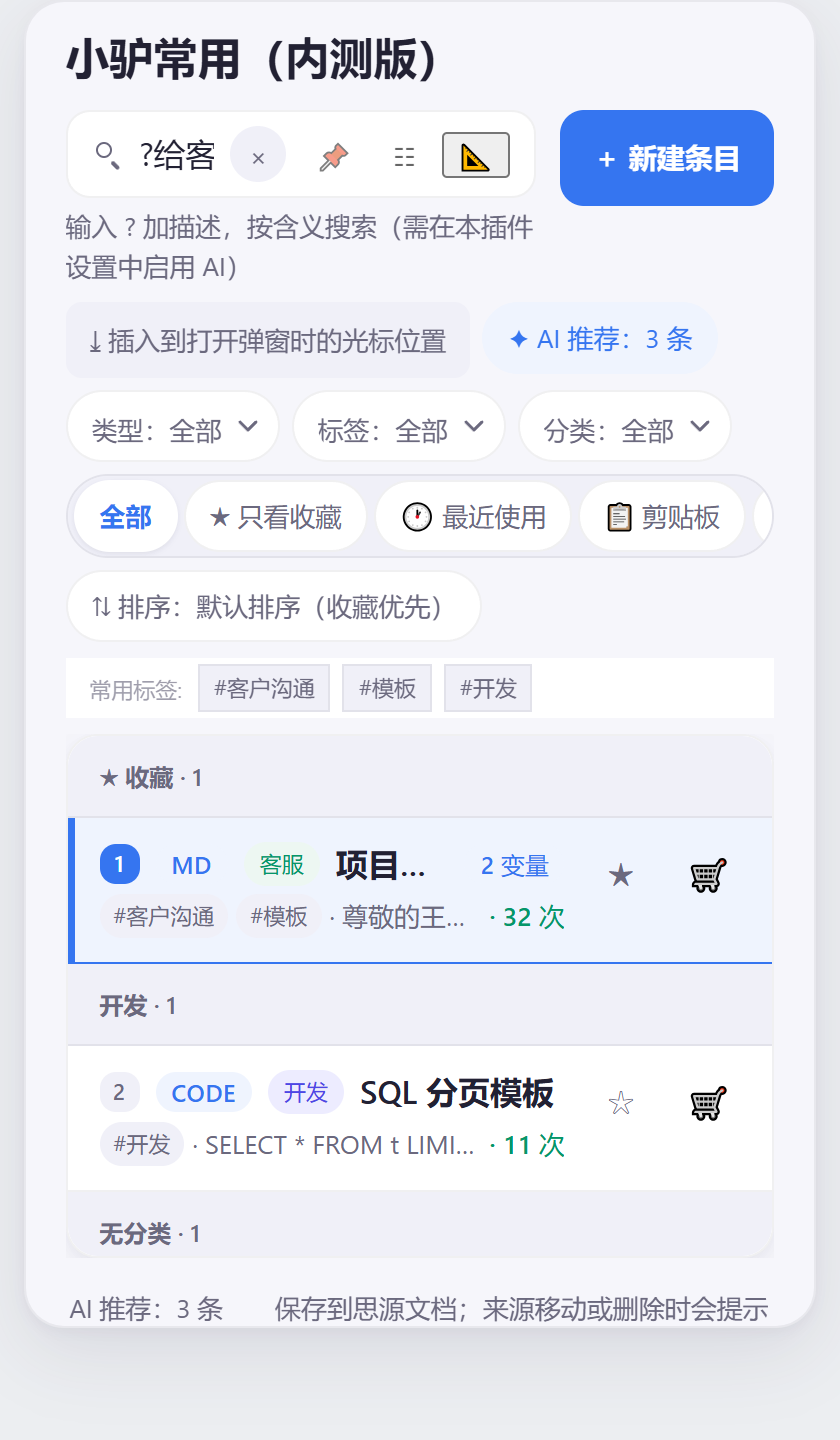 小驴常用（内测版）
?给客 ×
+ 新建条目
输入 ? 加描述，按含义搜索（需在本插件
设置中启用 AI）
⤓插入到打开弹窗时的光标位置
✦ AI 推荐：3 条
类型：全部
标签：全部
分类：全部
全部
★ 只看收藏
最近使用
剪贴板
⇅ 排序：默认排序（收藏优先）
常用标签: #客户沟通 #模板 #开发
★ 收藏 · 1
1 MD 客服 项目... 2 变量 ★
#客户沟通 #模板 · 尊敬的王... · 32 次
开发 · 1
2 CODE 开发 SQL 分页模板 ☆
#开发 · SELECT * FROM t LIMI... · 11 次
无分类 · 1
AI 推荐：3 条 保存到思源文档；来源移动或删除时会提示